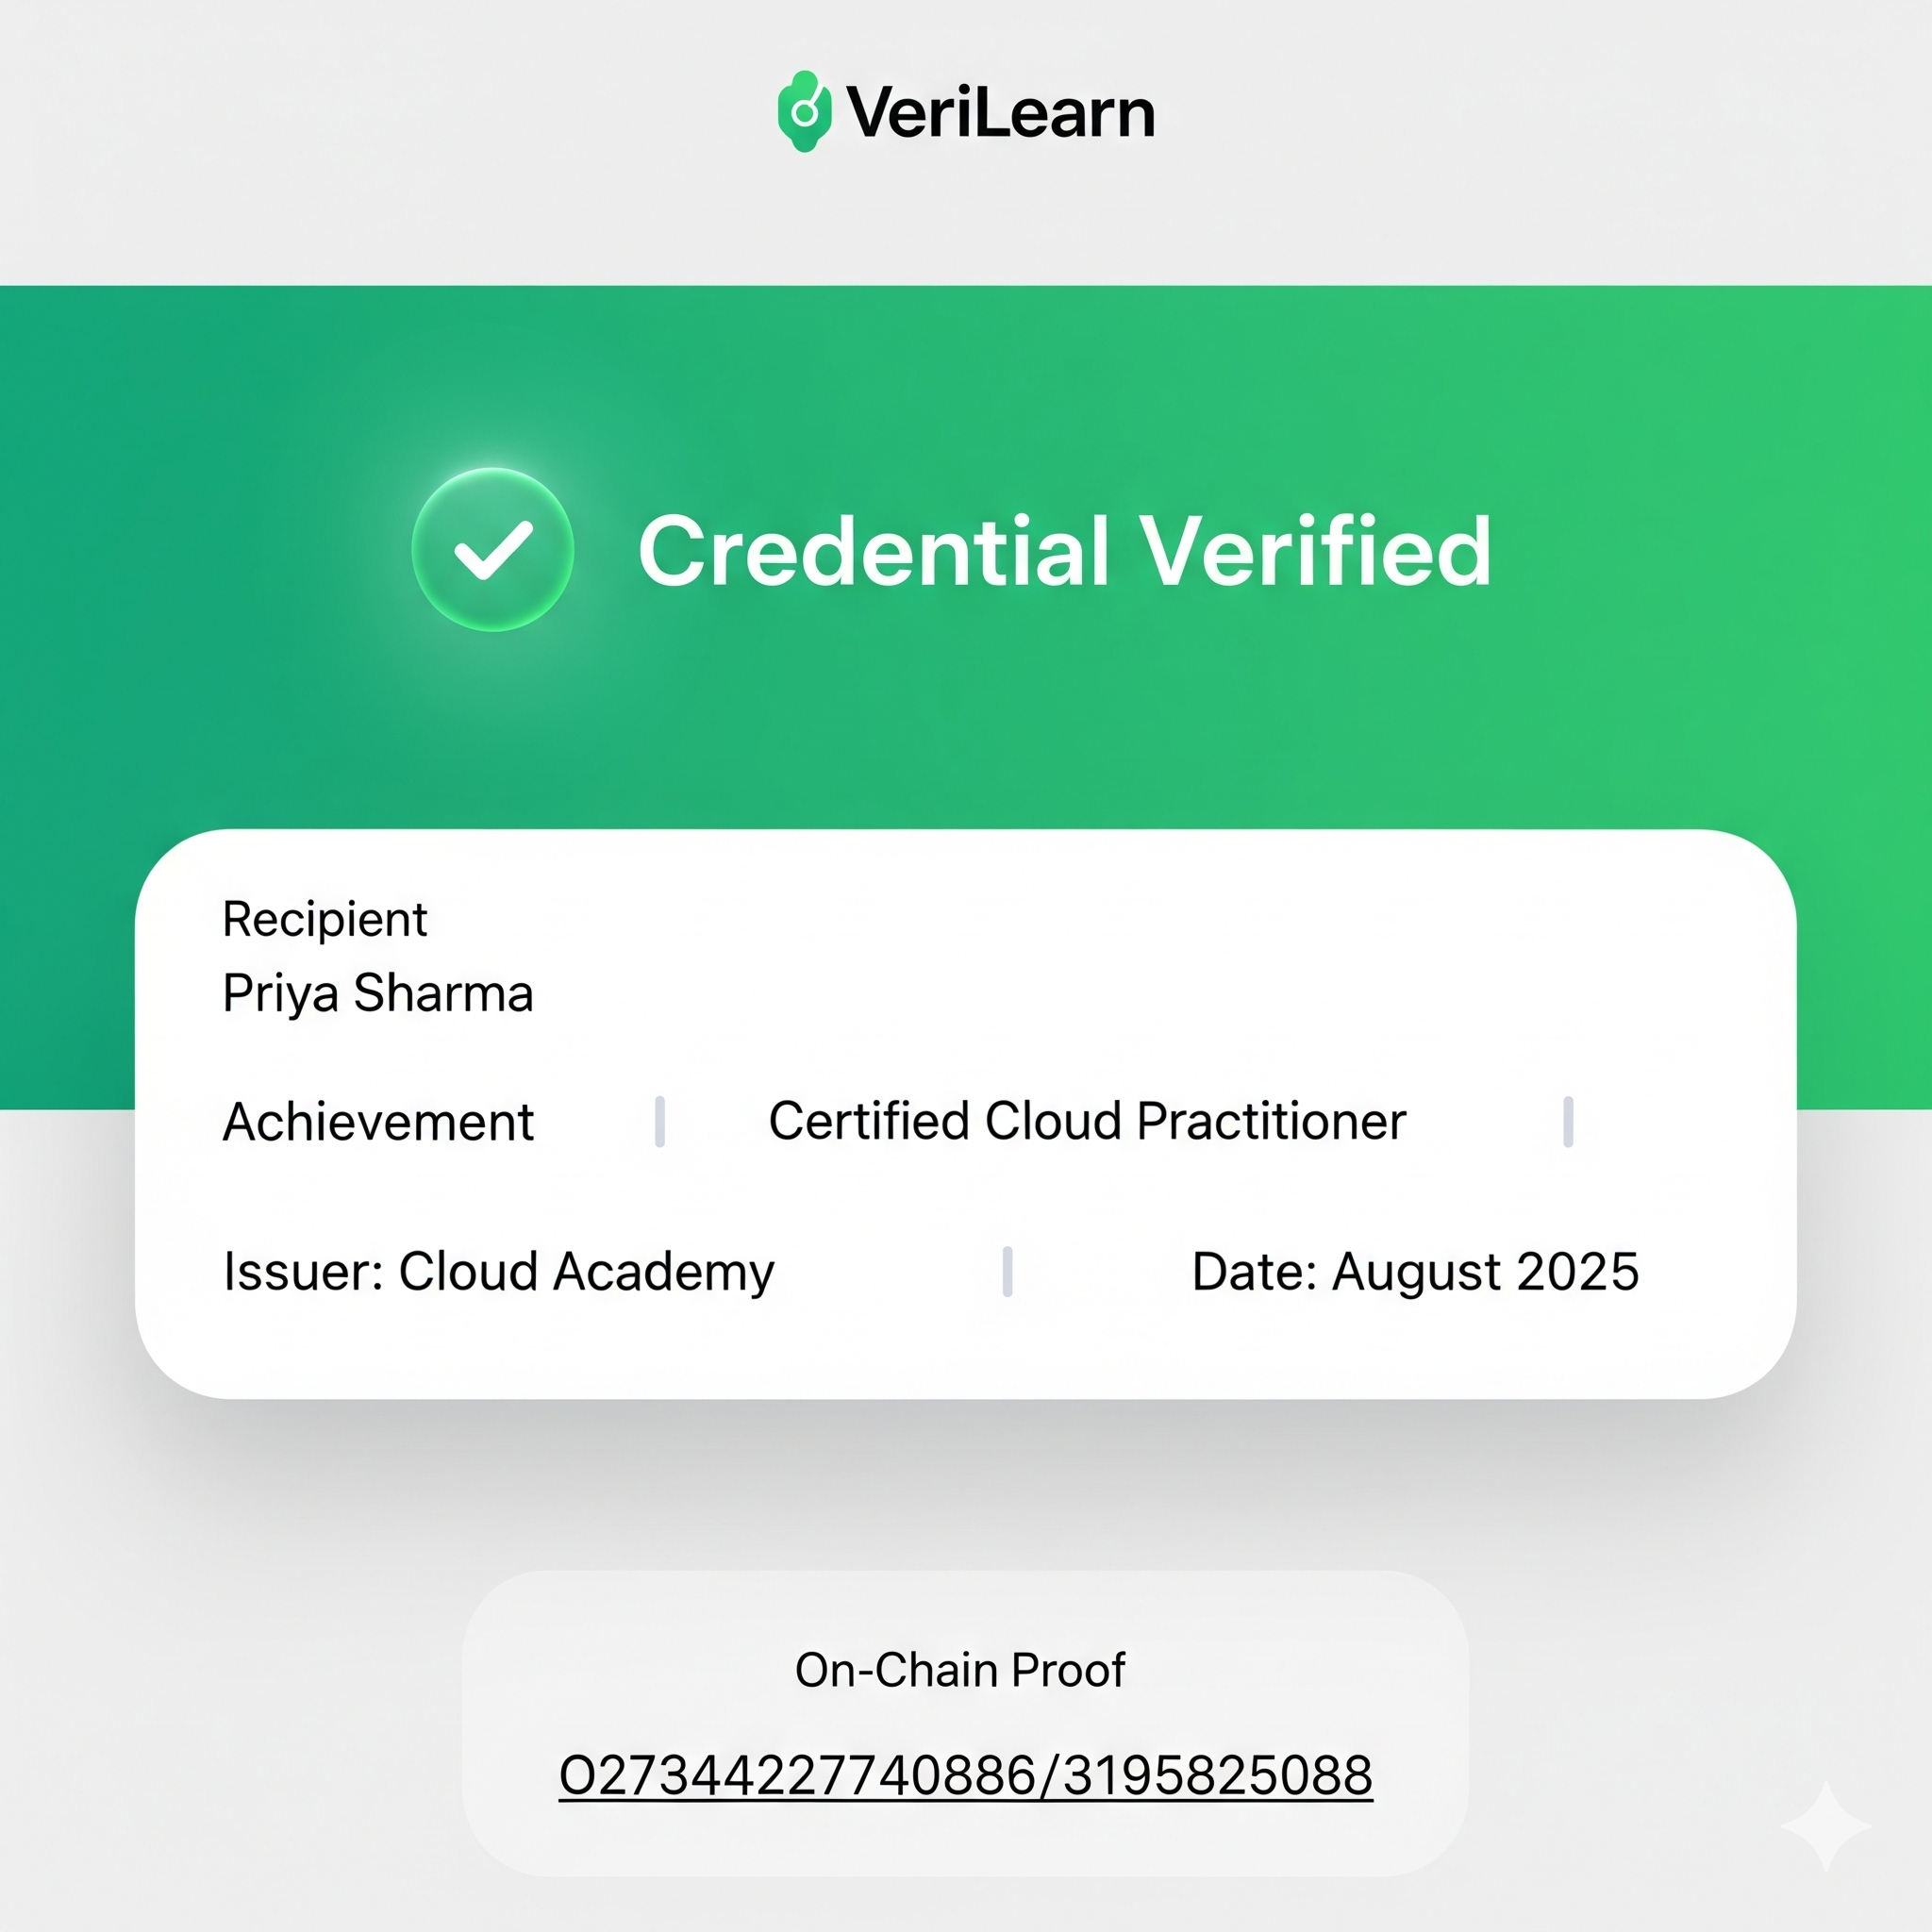 VeriLearn
Credential Verified
Recipient
Priya Sharma
Achievement | Certified Cloud Practitioner |
Issuer: Cloud Academy | Date: August 2025
On-Chain Proof
O27344227740886/3195825088